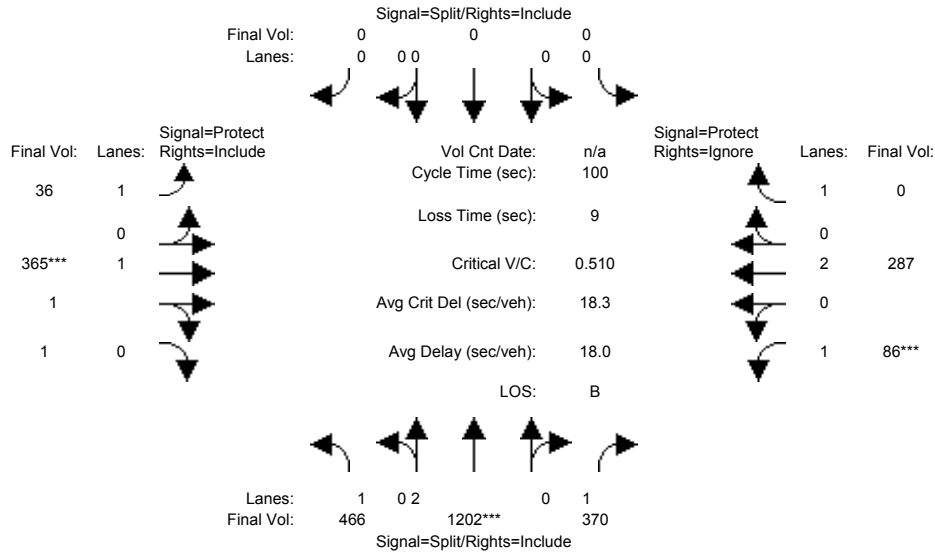 Signal=Split/Rights=Include
Final Vol: 0 0 0
Lanes: 0 0 0 0 0
Signal=Protect Signal=Protect
Final Vol: Lanes: Rights=Include Vol Cnt Date: n/a Rights=Ignore Lanes: Final Vol:
Cycle Time (sec): 100
36 1 1 0
Loss Time (sec): 9
0 0
365*** 1 Critical V/C: 0.510 2 287
1 Avg Crit Del (sec/veh): 18.3 0
1 0 Avg Delay (sec/veh): 18.0 1 86***
LOS: B
Lanes: 1 0 2 0 1
Final Vol: 466 1202*** 370
Signal=Split/Rights=Include